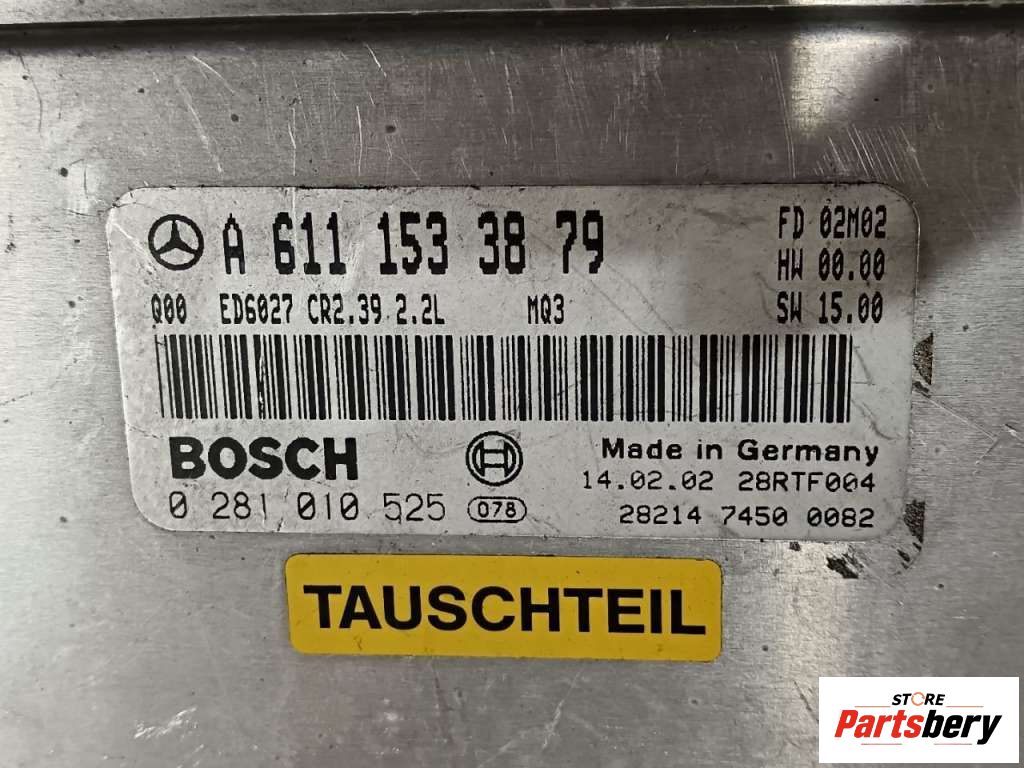 A 611 153 38 79
FD 02M02
HW 00.00
Q00 ED6027 CR2.39 2.2L MQ3
SW 15.00
BOSCH
Made in Germany
14.02.02 28RTF004
0 281 010 525 078
28214 7450 0082
TAUSCHTEIL
STORE
Partsbery